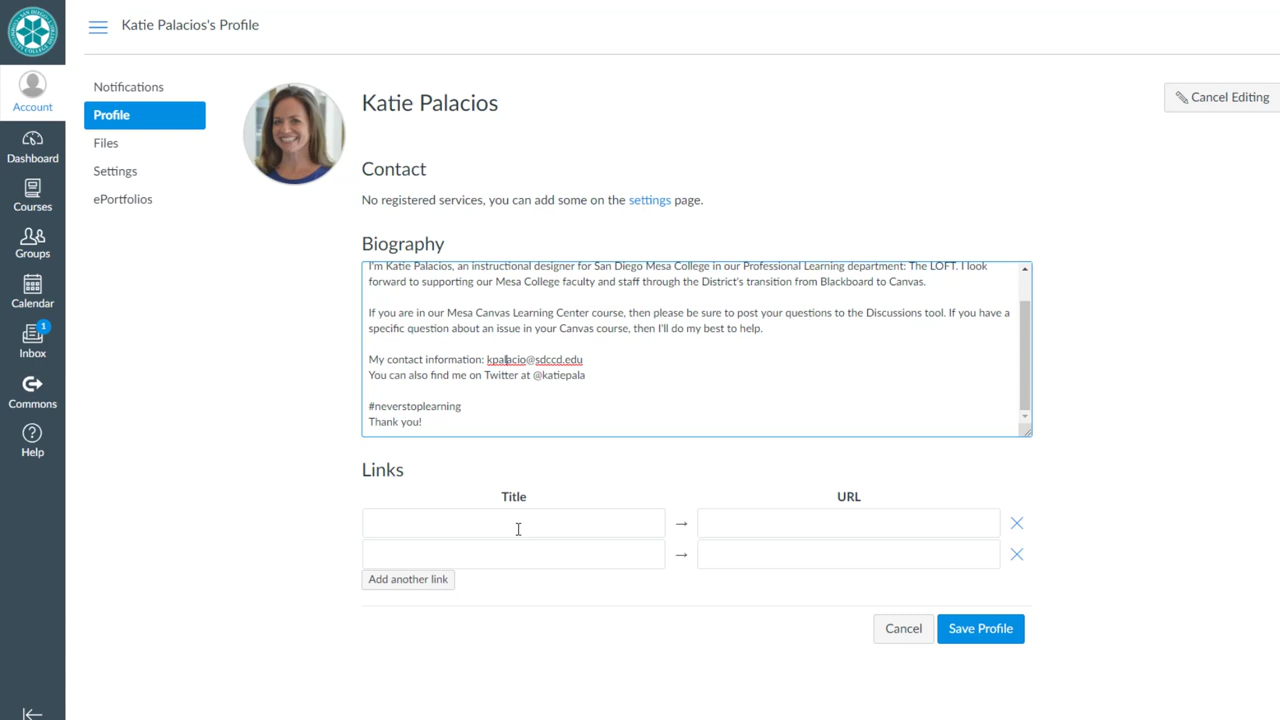 Katie Palacios's Profile
Account
Dashboard
Courses
Groups
Calendar
1
Inbox
Commons
Help
Notifications
Profile
Files
Settings
ePortfolios
Katie Palacios
Cancel Editing
Contact
No registered services, you can add some on the settings page.
Biography
I'm Katie Palacios, an instructional designer for San Diego Mesa College in our Professional Learning department: The LOFT. I look
forward to supporting our Mesa College faculty and staff through the District's transition from Blackboard to Canvas.
If you are in our Mesa Canvas Learning Center course, then please be sure to post your questions to the Discussions tool. If you have a
specific question about an issue in your Canvas course, then I'll do my best to help.
My contact information: kpalacio@sdccd.edu
You can also find me on Twitter at @katiepala
#neverstoplearning
Thank you!
Links
Title
URL
Add another link
Cancel
Save Profile